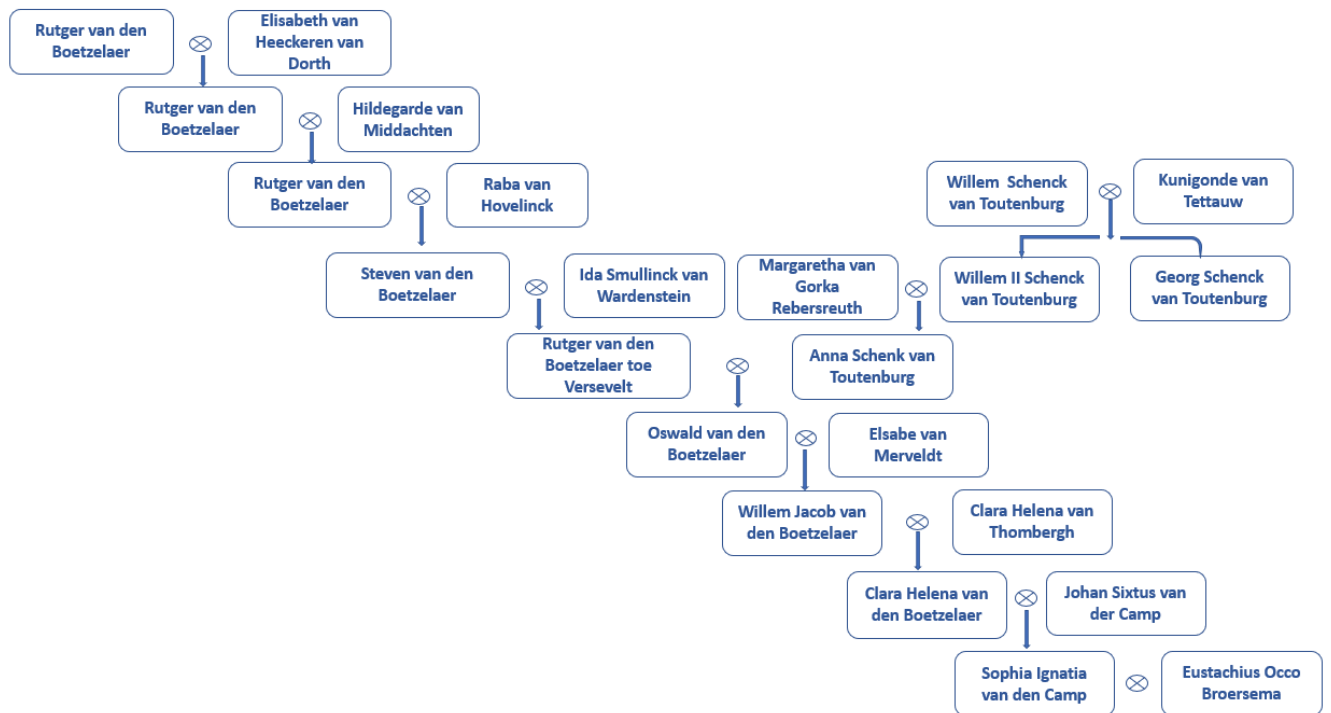 Rutger van den
Boetzelaer
Elisabeth van
Heeckeren van
Dorth
Rutger van den
Boetzelaer
Hildegarde van
Middachten
Rutger van den
Boetzelaer
Raba van
Hovelinck
Willem Schenck
van Toutenburg
Kunigonde van
Tettauw
Steven van den
Boetzelaer
Ida Smullinck van
Wardenstein
Margaretha van
Gorka
Rebersreuth
Willem II Schenck
van Toutenburg
Georg Schenck
van Toutenburg
Rutger van den
Boetzelaer toe
Versevelt
Anna Schenk van
Toutenburg
Oswald van den
Boetzelaer
Elsabe van
Merveldt
Willem Jacob van
den Boetzelaer
Clara Helena van
Thombergh
Clara Helena van
den Boetzelaer
Johan Sixtus van
der Camp
Sophia Ignatia
van den Camp
Eustachius Occo
Broersema